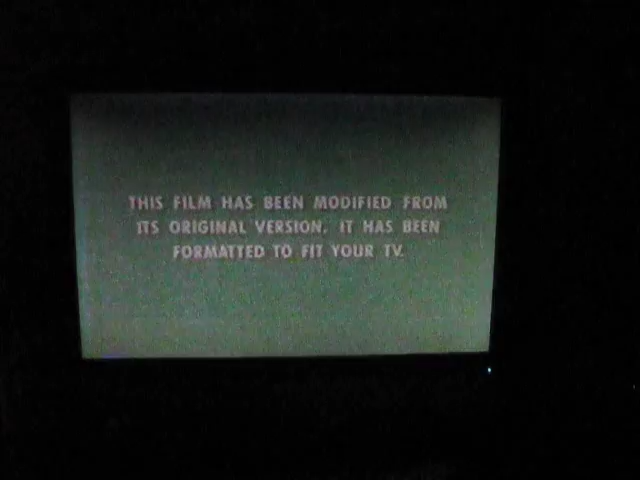 THIS FILM HAS BEEN MODIFIED FROM
ITS ORIGINAL VERSION. IT HAS BEEN
FORMATTED TO FIT YOUR TV.